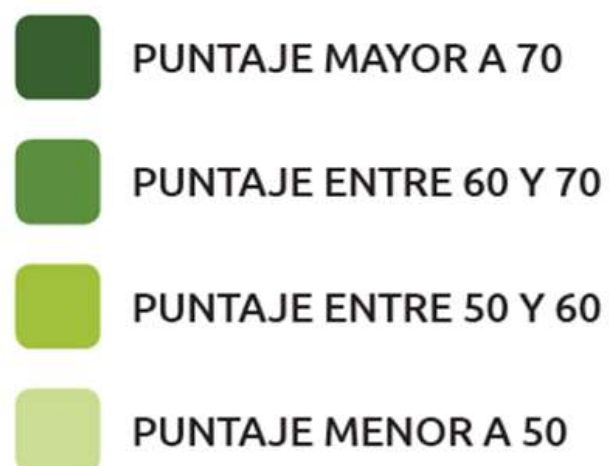 PUNTAJE MAYOR A 70
PUNTAJE ENTRE 60 Y 70
PUNTAJE ENTRE 50 Y 60
PUNTAJE MENOR A 50